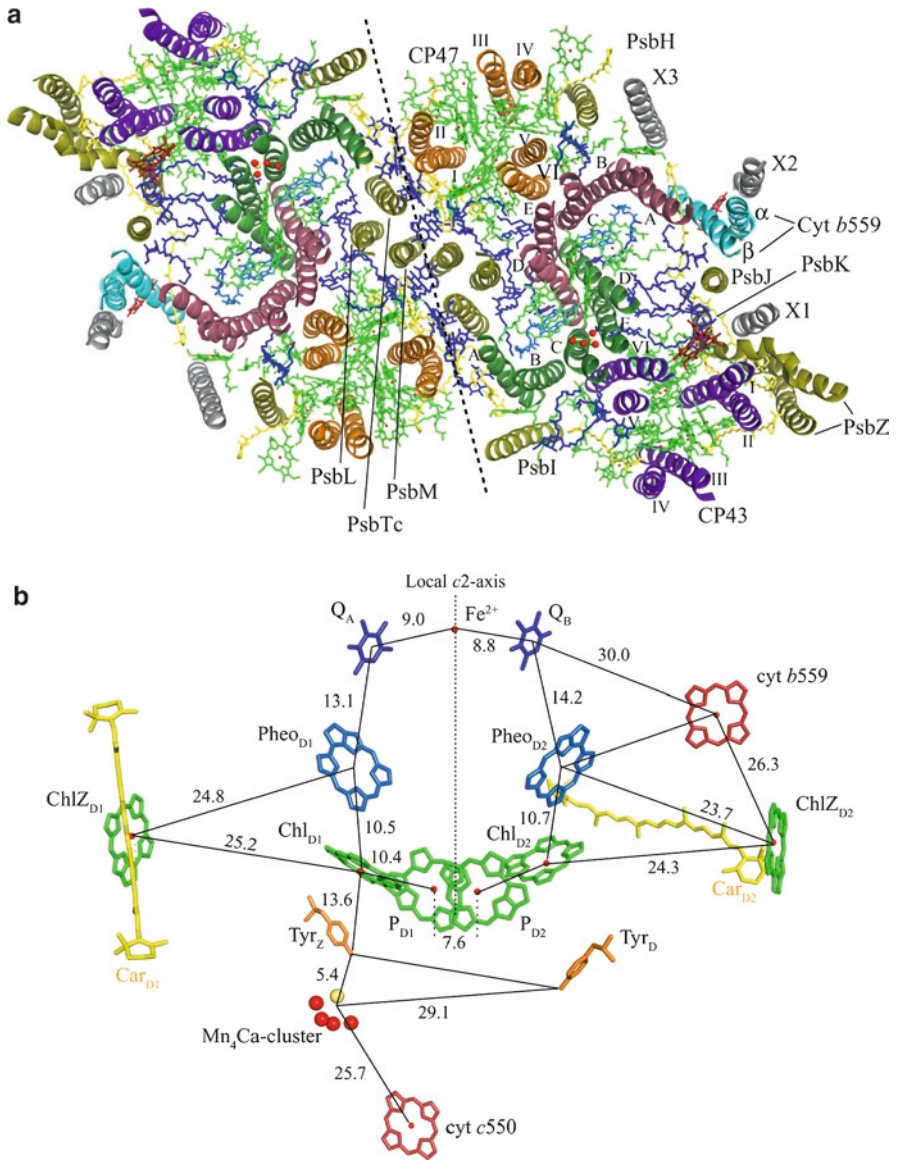 a
III
IV
PsbH
CP47
X3
II
V
I
VI
B
X2
E
C
A
α
Cyt b559
β
D
D
PsbJ
PsbK
E
X1
C
VI
A
B
I
PsbZ
V
II
PsbI
PsbL
PsbM
III
IV
CP43
PsbTc
b
Local c2-axis
QA
9.0
Fe2+
QB
8.8
30.0
13.1
14.2
cyt b559
PheoD1
PheoD2
26.3
ChlZD1
24.8
23.7
ChlZD2
10.5
10.7
ChlD1
ChlD2
25.2
10.4
24.3
13.6
PD1
PD2
CarD2
7.6
TyrZ
TyrD
CarD1
5.4
29.1
Mn4Ca-cluster
25.7
cyt c550